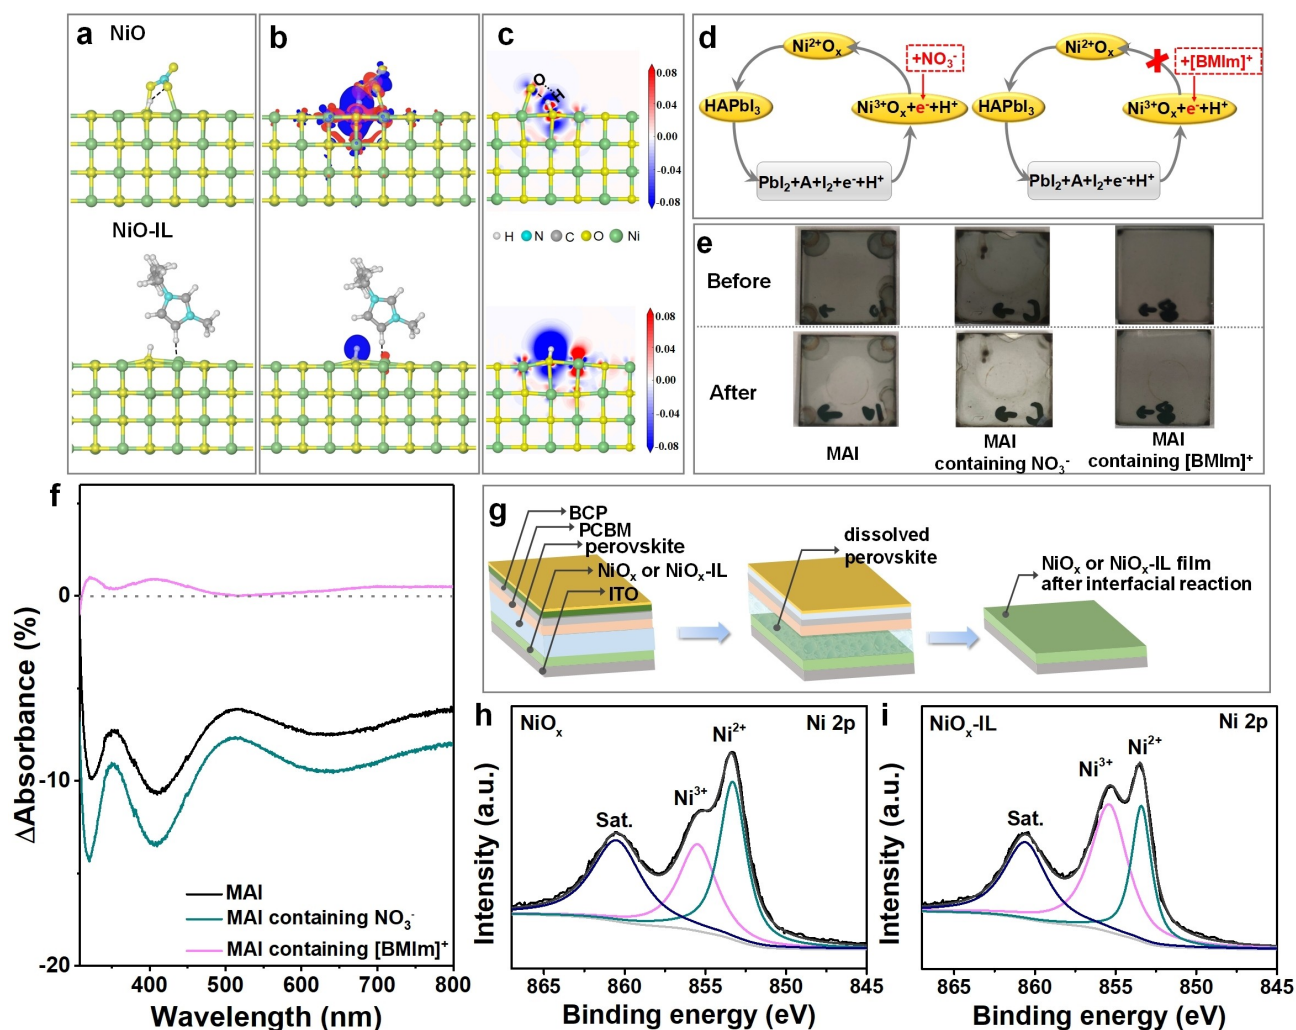 a
NiO
NiO-IL
b
c
O
H
0.08
0.04
0.00
-0.04
-0.08
H N C O Ni
0.08
0.04
0.00
-0.04
-0.08
d
Ni²⁺Oₓ
+NO₃⁻
HAPbI₃
Ni³⁺Oₓ+e⁻+H⁺
PbI₂+A+I₂+e⁻+H⁺
Ni²⁺Oₓ
+[BMIm]⁺
HAPbI₃
Ni³⁺Oₓ+e⁻+H⁺
PbI₂+A+I₂+e⁻+H⁺
e
Before
After
MAI
MAI
containing NO₃⁻
MAI
containing [BMIm]⁺
f
ΔAbsorbance (%)
0
-10
-20
MAI
MAI containing NO₃⁻
MAI containing [BMIm]⁺
400 500 600 700 800
Wavelength (nm)
g
BCP
PCBM
perovskite
NiOₓ or NiOₓ-IL
ITO
dissolved
perovskite
NiOₓ or NiOₓ-IL film
after interfacial reaction
h
NiOₓ
Ni 2p
Ni²⁺
Ni³⁺
Sat.
Intensity (a.u.)
865 860 855 850 845
Binding energy (eV)
i
NiOₓ-IL
Ni 2p
Ni²⁺
Ni³⁺
Sat.
Intensity (a.u.)
865 860 855 850 845
Binding energy (eV)